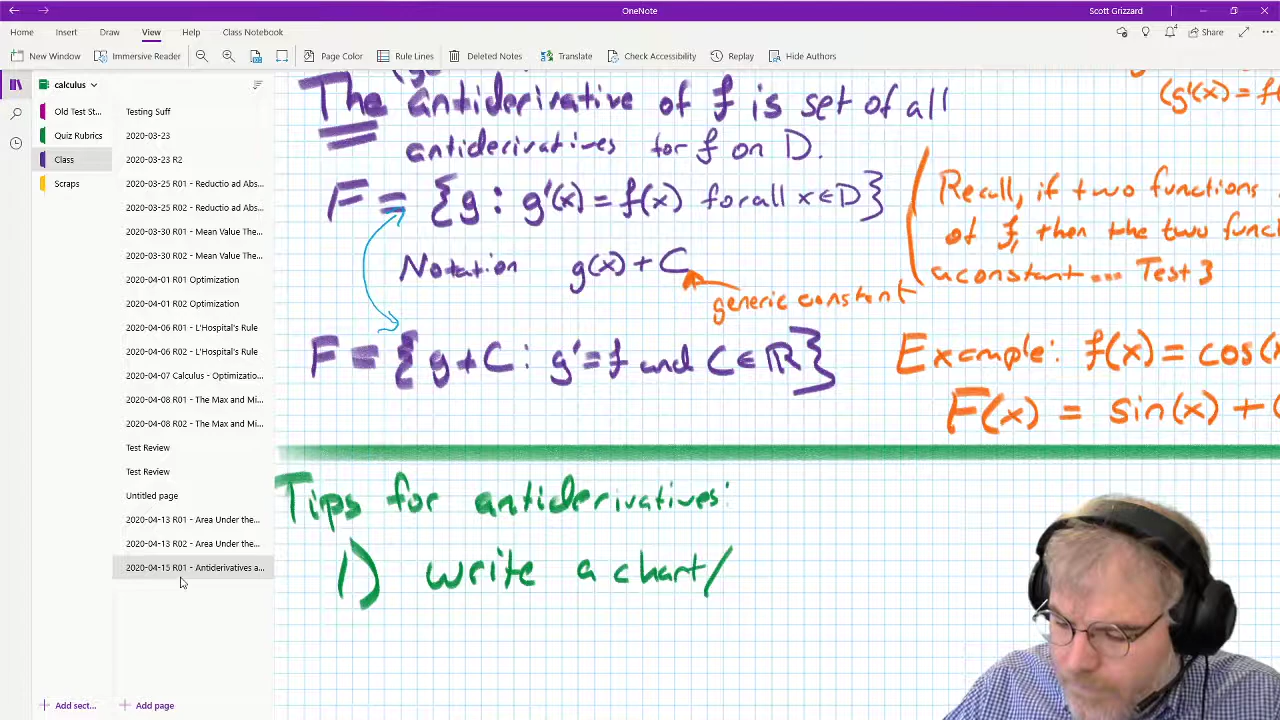 OneNote
Scott Grizzard
Home Insert Draw View Help Class Notebook
Share
New Window Immersive Reader Page Color Rule Lines Deleted Notes Translate Check Accessibility Replay Hide Authors
calculus
Old Test St...
Quiz Rubrics
Class
Scraps
Testing Suff
2020-03-23
2020-03-23 R2
2020-03-25 R01 - Reductio ad Abs...
2020-03-25 R02 - Reductio ad Abs...
2020-03-30 R01 - Mean Value The...
2020-03-30 R02 - Mean Value The...
2020-04-01 R01 Optimization
2020-04-01 R02 Optimization
2020-04-06 R01 - L'Hospital's Rule
2020-04-06 R02 - L'Hospital's Rule
2020-04-07 Calculus - Optimizatio...
2020-04-08 R01 - The Max and Mi...
2020-04-08 R02 - The Max and Mi...
Test Review
Test Review
Untitled page
2020-04-13 R01 - Area Under the...
2020-04-13 R02 - Area Under the...
2020-04-15 R01 - Antiderivatives a...
Add sect...
Add page
The antiderivative of f is set of all
antiderivatives for f on D.
F = {g : g'(x) = f(x) for all x ∈ D}
Notation g(x) + C
generic constant
F = {g + C : g' = f and C ∈ ℝ}
(g'(x) = f(
Recall, if two functions
of f, then the two func
a constant ... Test 3
Example: f(x) = cos(
F(x) = sin(x) + (
Tips for antiderivatives:
1) write a chart/